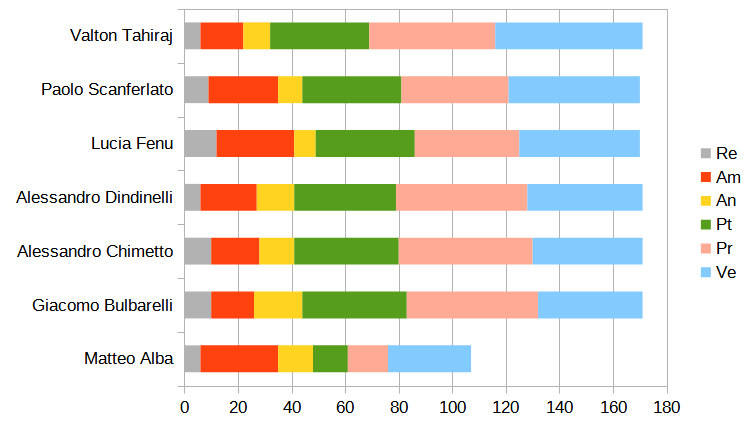 Valton Tahiraj
Paolo Scanferlato
Lucia Fenu
Alessandro Dindinelli
Alessandro Chimetto
Giacomo Bulbarelli
Matteo Alba
0 20 40 60 80 100 120 140 160 180
Re
Am
An
Pt
Pr
Ve